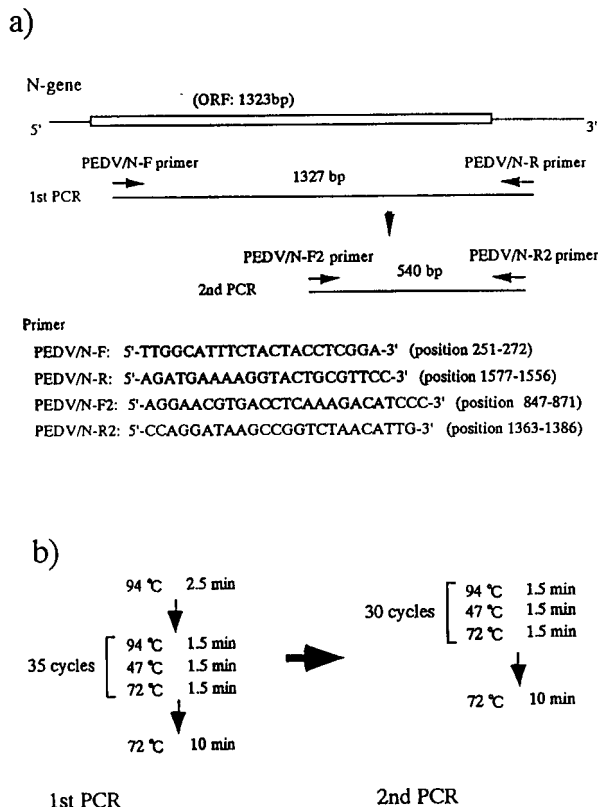 a)
N-gene
(ORF: 1323bp)
5' 3'
PEDV/N-F primer PEDV/N-R primer
1327 bp
1st PCR
PEDV/N-F2 primer PEDV/N-R2 primer
540 bp
2nd PCR
Primer
PEDV/N-F: 5'-TTGGCATTTCTACTACCTCGGA-3' (position 251-272)
PEDV/N-R: 5'-AGATGAAAAGGTACTGCGTTCC-3' (position 1577-1556)
PEDV/N-F2: 5'-AGGAACGTGACCTCAAAGACATCCC-3' (position 847-871)
PEDV/N-R2: 5'-CCAGGATAAGCCGGTCTAACATTG-3' (position 1363-1386)
b)
94 ℃ 2.5 min
35 cycles
94 ℃ 1.5 min
47 ℃ 1.5 min
72 ℃ 1.5 min
72 ℃ 10 min
1st PCR
30 cycles
94 ℃ 1.5 min
47 ℃ 1.5 min
72 ℃ 1.5 min
72 ℃ 10 min
2nd PCR